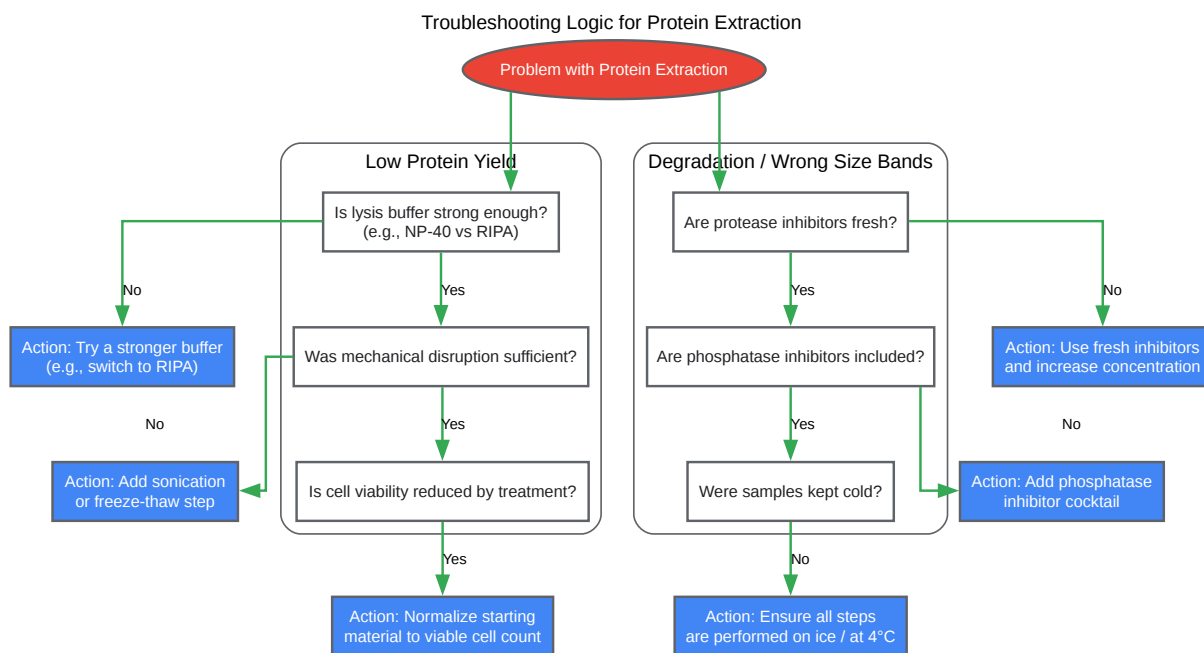 Troubleshooting Logic for Protein Extraction
Problem with Protein Extraction
Low Protein Yield
Degradation / Wrong Size Bands
Is lysis buffer strong enough?
(e.g., NP-40 vs RIPA)
Are protease inhibitors fresh?
No
Yes
Yes
No
Action: Try a stronger buffer
(e.g., switch to RIPA)
Was mechanical disruption sufficient?
Are phosphatase inhibitors included?
Action: Use fresh inhibitors
and increase concentration
No
Yes
Yes
No
Action: Add sonication
or freeze-thaw step
Is cell viability reduced by treatment?
Were samples kept cold?
Action: Add phosphatase
inhibitor cocktail
Yes
No
Action: Normalize starting
material to viable cell count
Action: Ensure all steps
are performed on ice / at 4°C